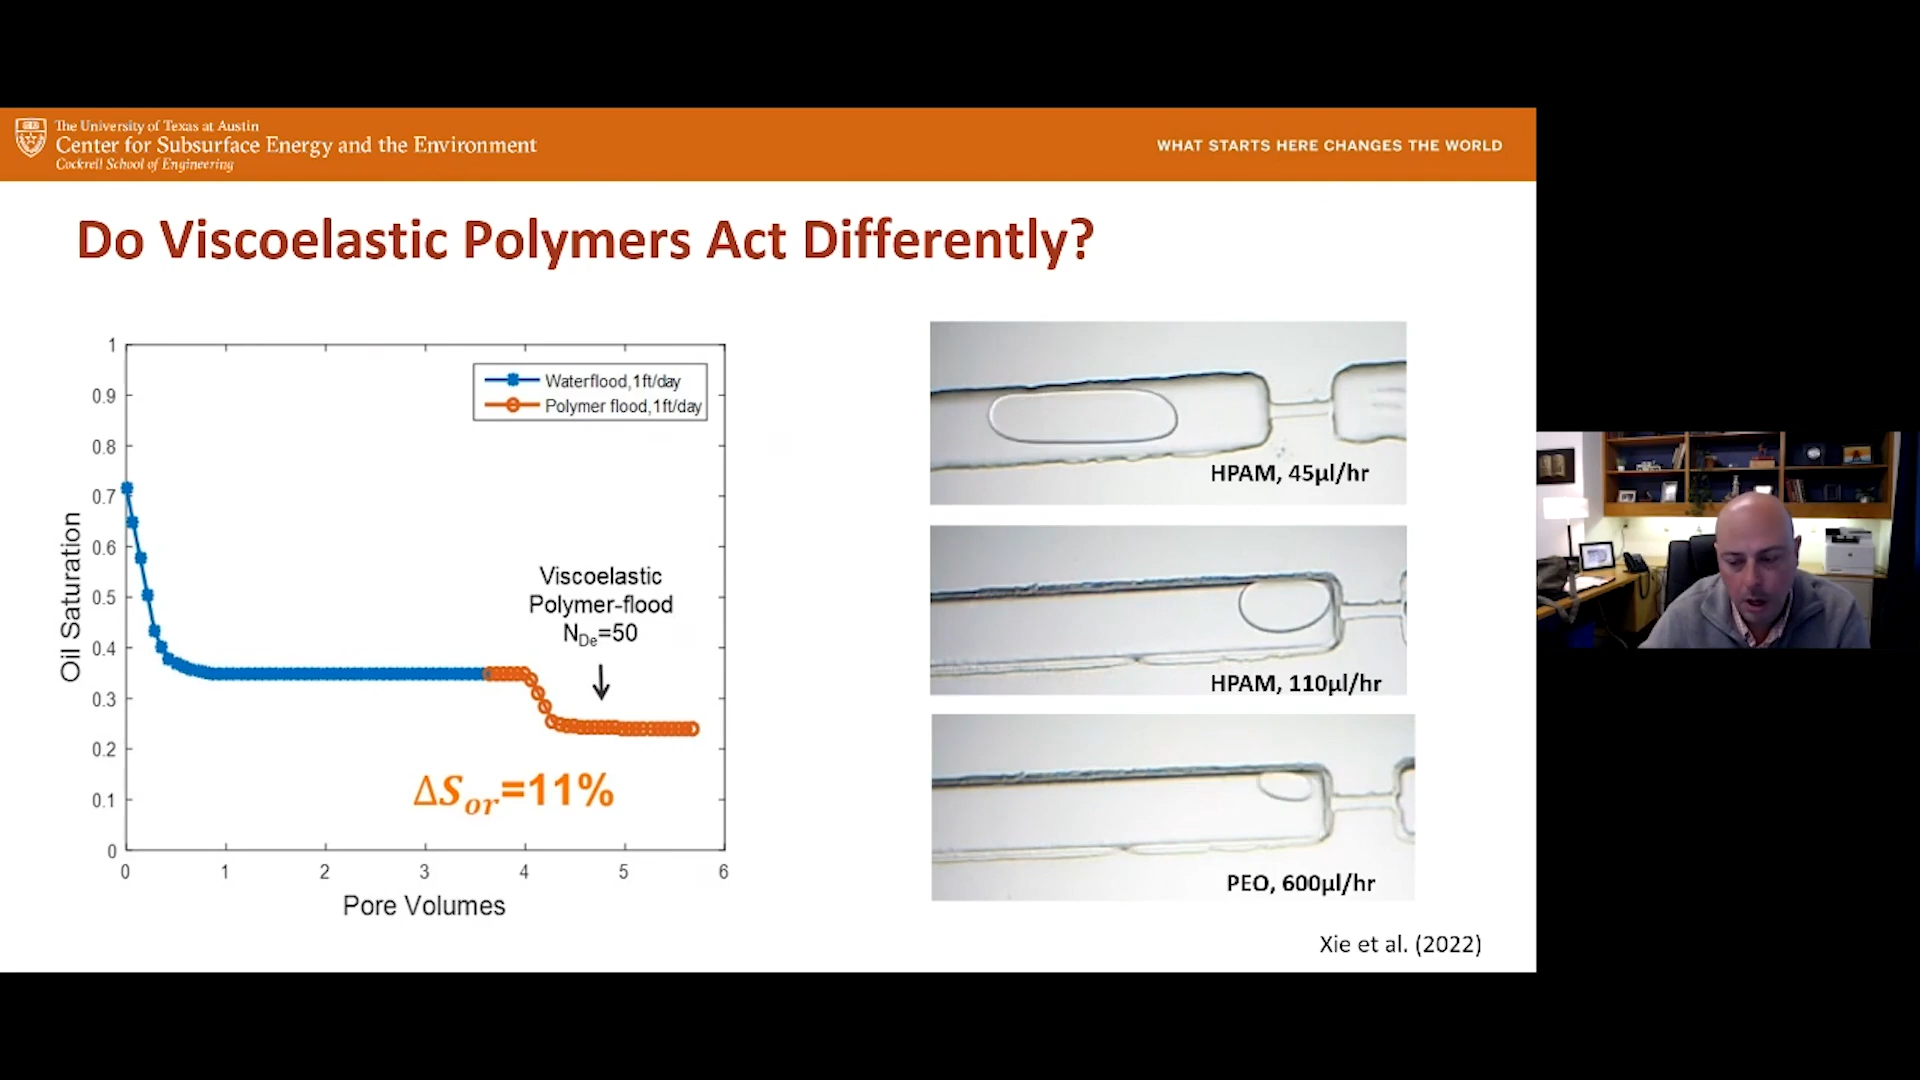 The University of Texas at Austin
Center for Subsurface Energy and the Environment
Cockrell School of Engineering
WHAT STARTS HERE CHANGES THE WORLD
Do Viscoelastic Polymers Act Differently?
Oil Saturation
1
0.9
0.8
0.7
0.6
0.5
0.4
0.3
0.2
0.1
0
0 1 2 3 4 5 6
Pore Volumes
Waterflood,1ft/day
Polymer flood,1ft/day
Viscoelastic
Polymer-flood
N_De=50
ΔS_or=11%
HPAM, 45µl/hr
HPAM, 110µl/hr
PEO, 600µl/hr
Xie et al. (2022)